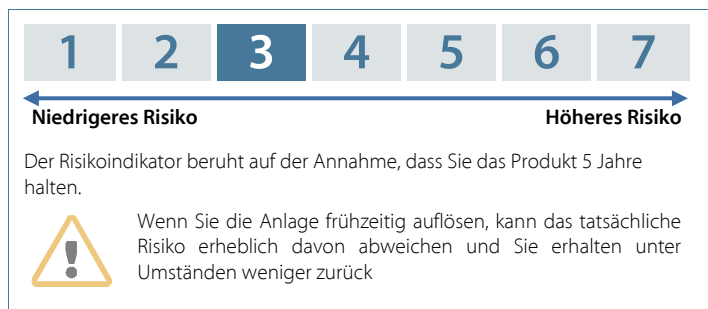 1 2 3 4 5 6 7
Niedrigeres Risiko Höheres Risiko
Der Risikoindikator beruht auf der Annahme, dass Sie das Produkt 5 Jahre
halten.
Wenn Sie die Anlage frühzeitig auflösen, kann das tatsächliche
Risiko erheblich davon abweichen und Sie erhalten unter
Umständen weniger zurück